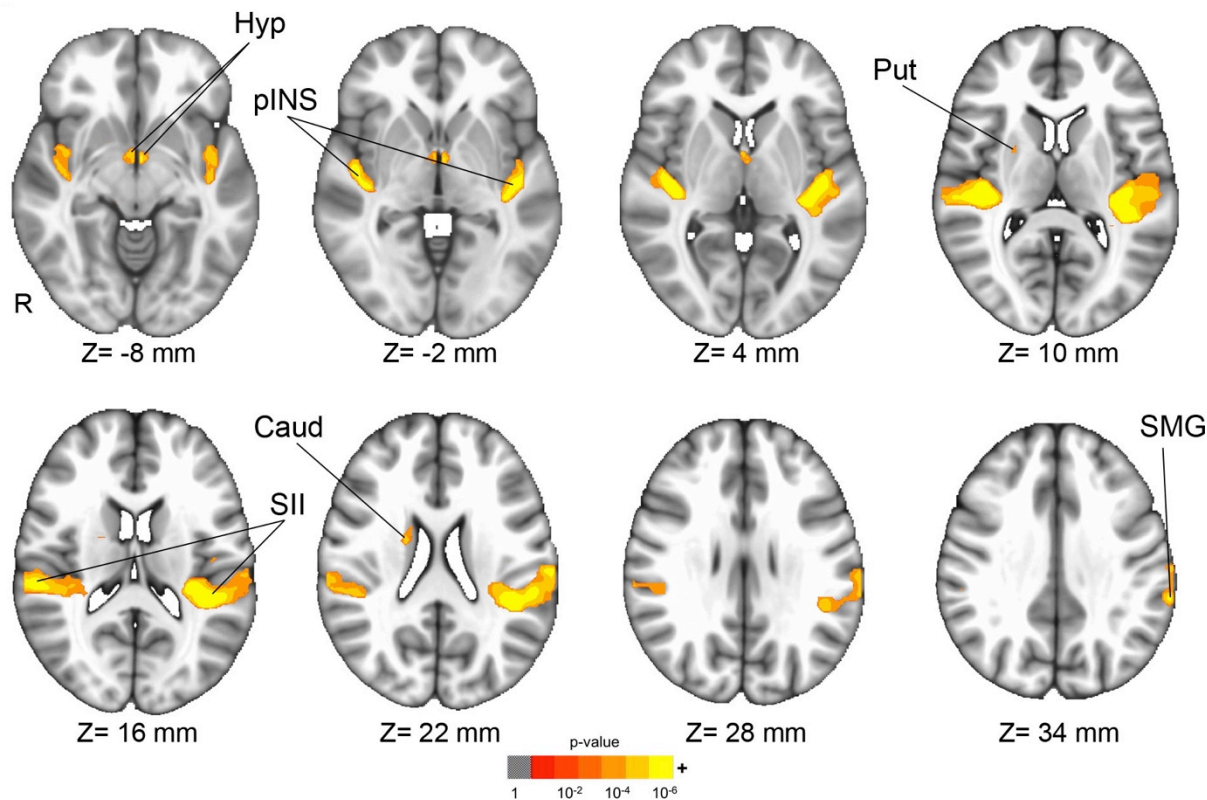 Hyp
pINS
Put
R
Z= -8 mm
Z= -2 mm
Z= 4 mm
Z= 10 mm
Caud
SII
SMG
Z= 16 mm
Z= 22 mm
Z= 28 mm
Z= 34 mm
p-value
+
1 10-2 10-4 10-6